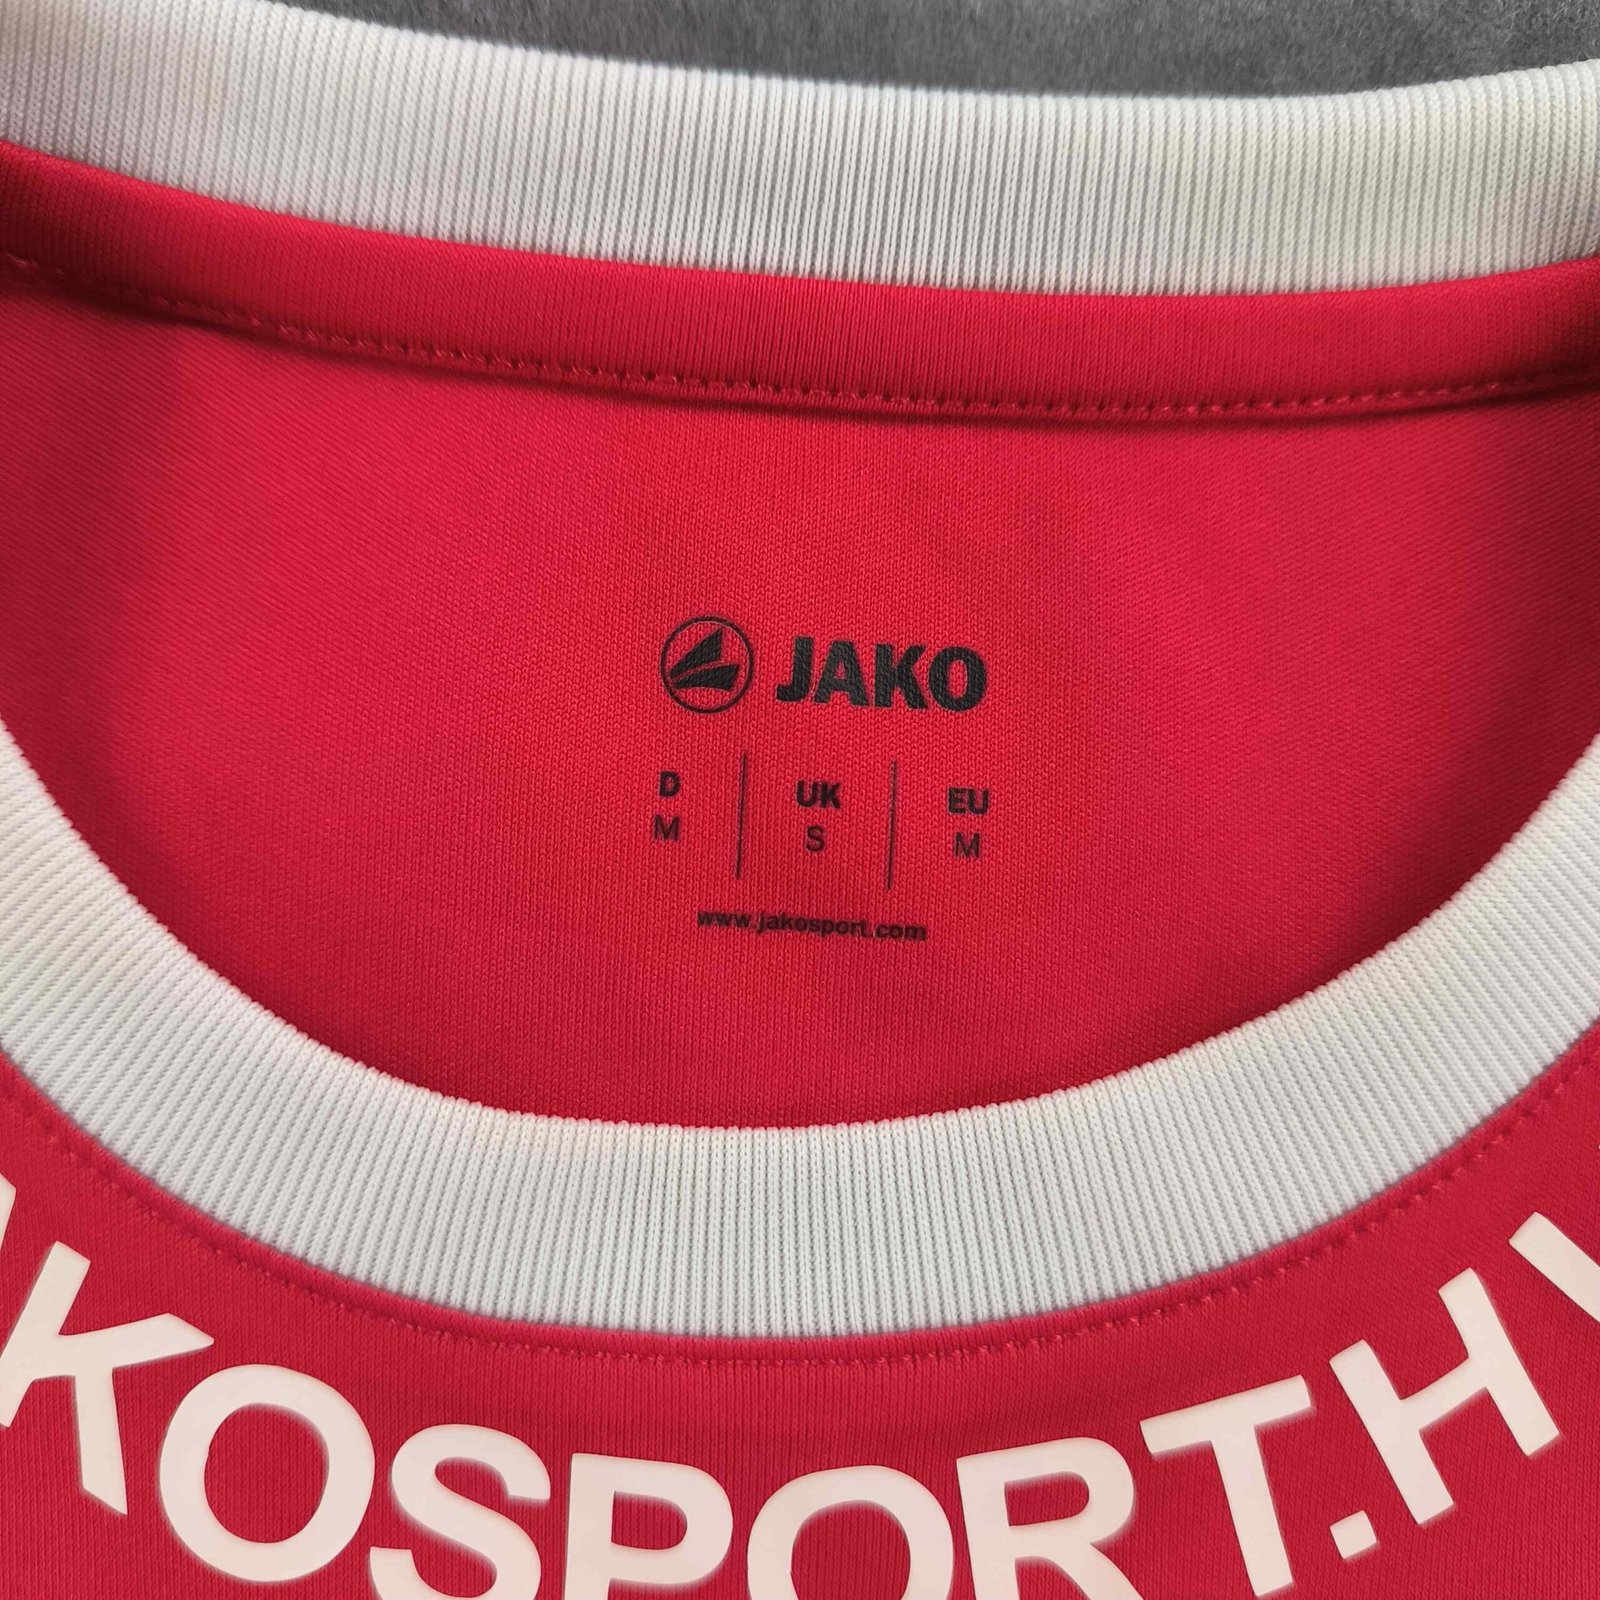 JAKO
D UK EU
M S M
www.jakosport.com
KOSPORT.H